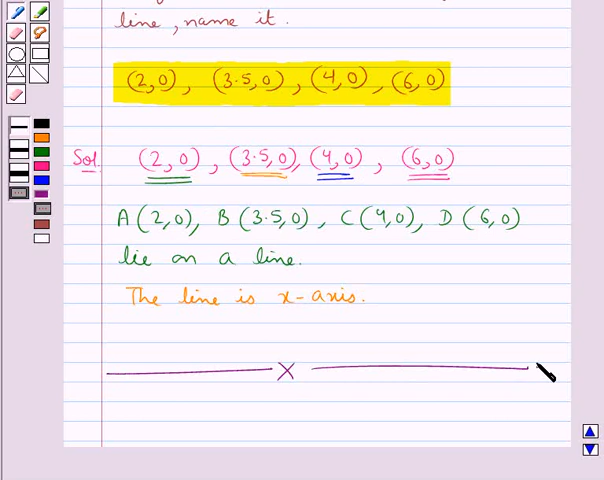 line, name it.
(2,0), (3.5,0), (4,0), (6,0)
Sol. (2,0), (3.5,0), (4,0), (6,0)
A(2,0), B(3.5,0), C(4,0), D(6,0)
lie on a line.
The line is x-axis.
X